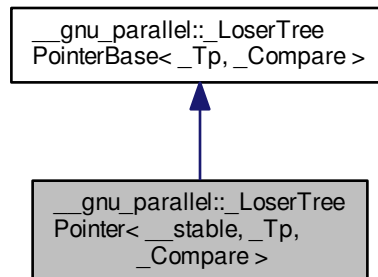 __gnu_parallel::_LoserTree
PointerBase< _Tp, _Compare >
__gnu_parallel::_LoserTree
Pointer< __stable, _Tp,
_Compare >